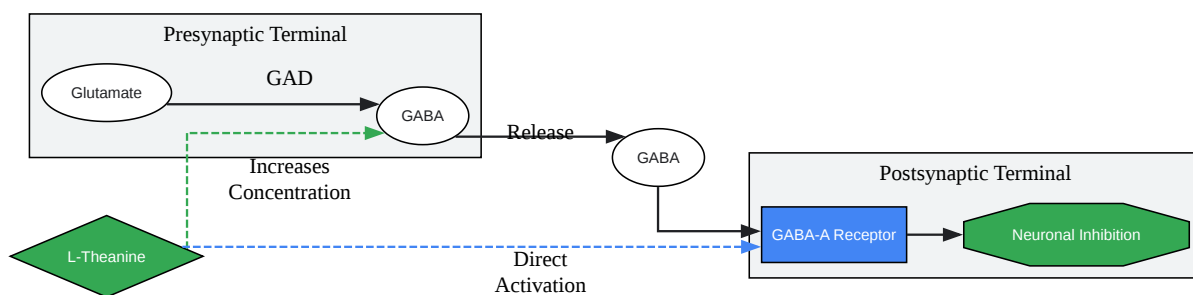 Presynaptic Terminal
Glutamate
GAD
GABA
Release
Increases
Concentration
GABA
Postsynaptic Terminal
GABA-A Receptor
Neuronal Inhibition
L-Theanine
Direct
Activation